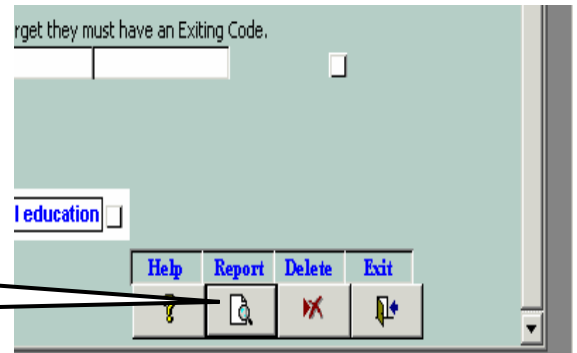 rget they must have an Exiting Code.
l education
Help Report Delete Exit